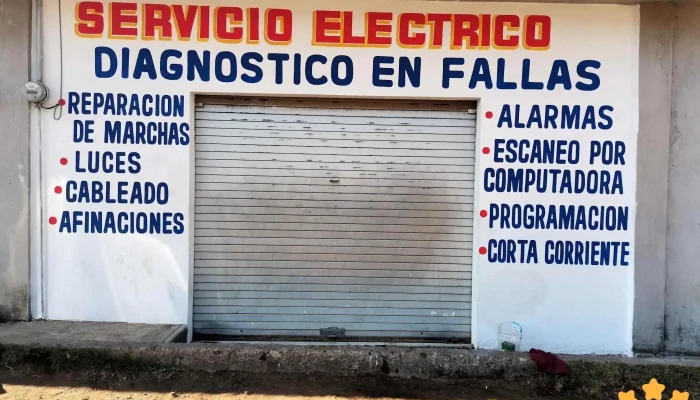 SERVICIO ELECTRICO
DIAGNOSTICO EN FALLAS
• REPARACION
DE MARCHAS
• LUCES
• CABLEADO
• AFINACIONES
• ALARMAS
• ESCANEO POR
COMPUTADORA
• PROGRAMACION
• CORTA CORRIENTE